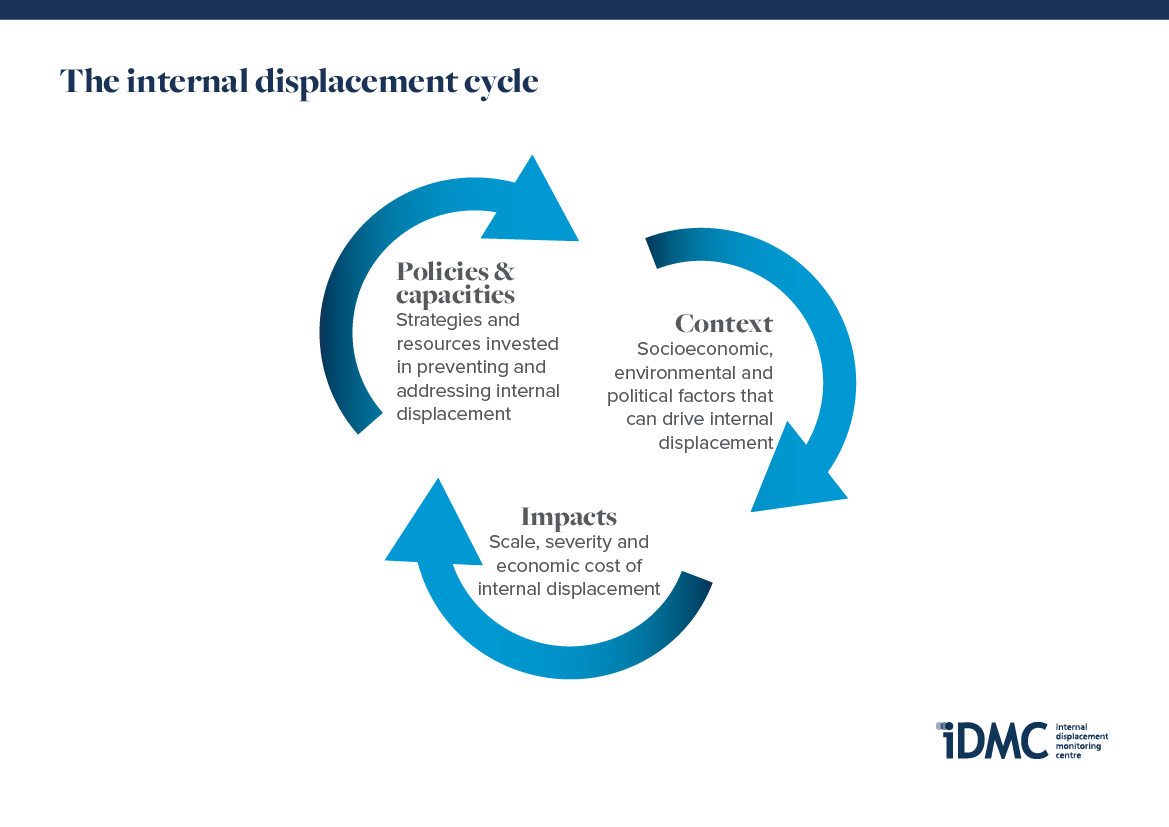 The internal displacement cycle
Policies &
capacities
Strategies and
resources invested
in preventing and
addressing internal
displacement
Context
Socioeconomic,
environmental and
political factors that
can drive internal
displacement
Impacts
Scale, severity and
economic cost of
internal displacement
iDMC
internal
displacement
monitoring
centre